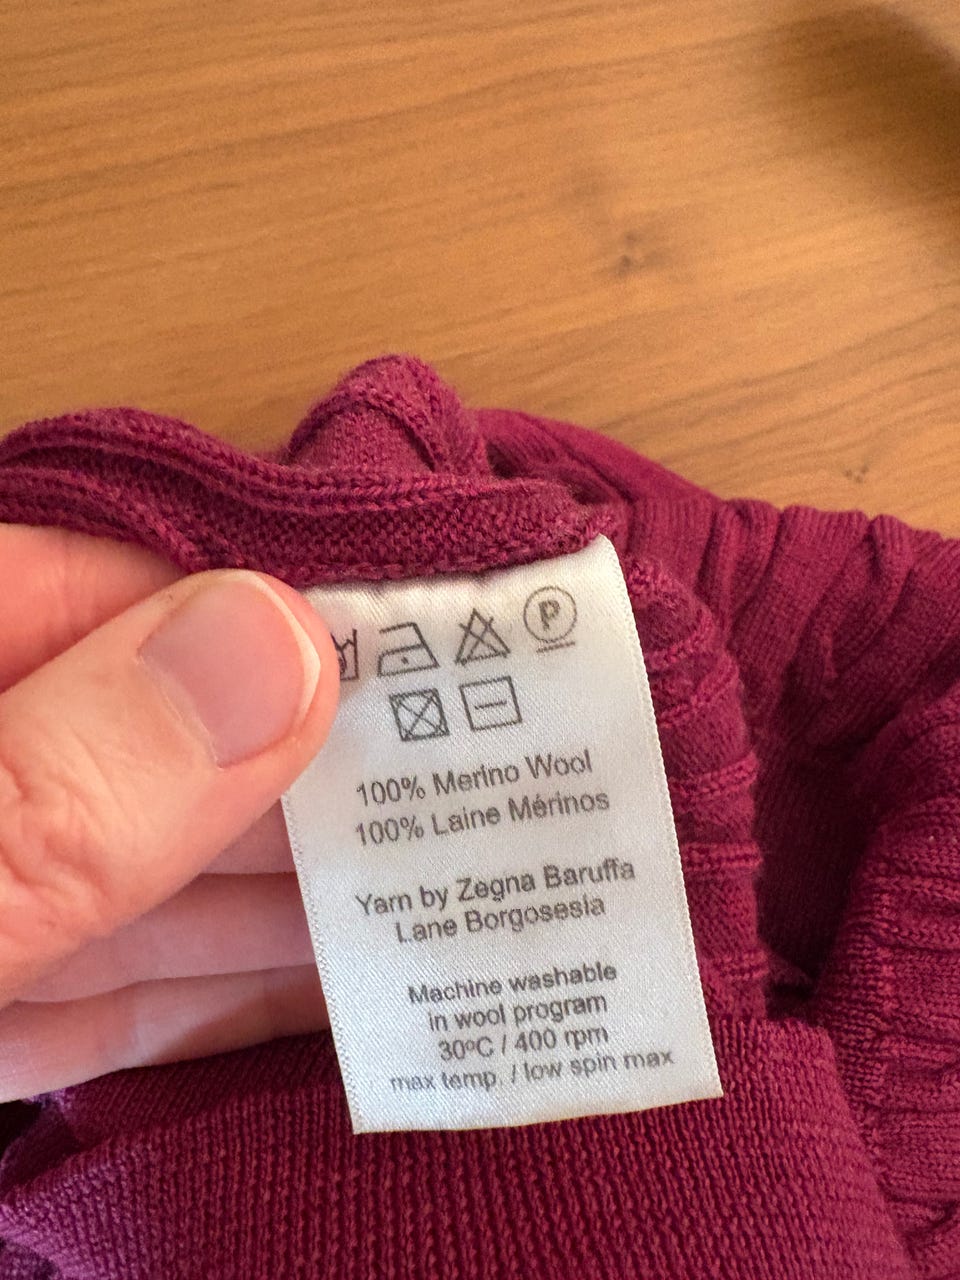 P
100% Merino Wool
100% Laine Mérinos
Yarn by Zegna Baruffa
Lane Borgosesia
Machine washable
in wool program
30ºC / 400 rpm
max temp. / low spin max